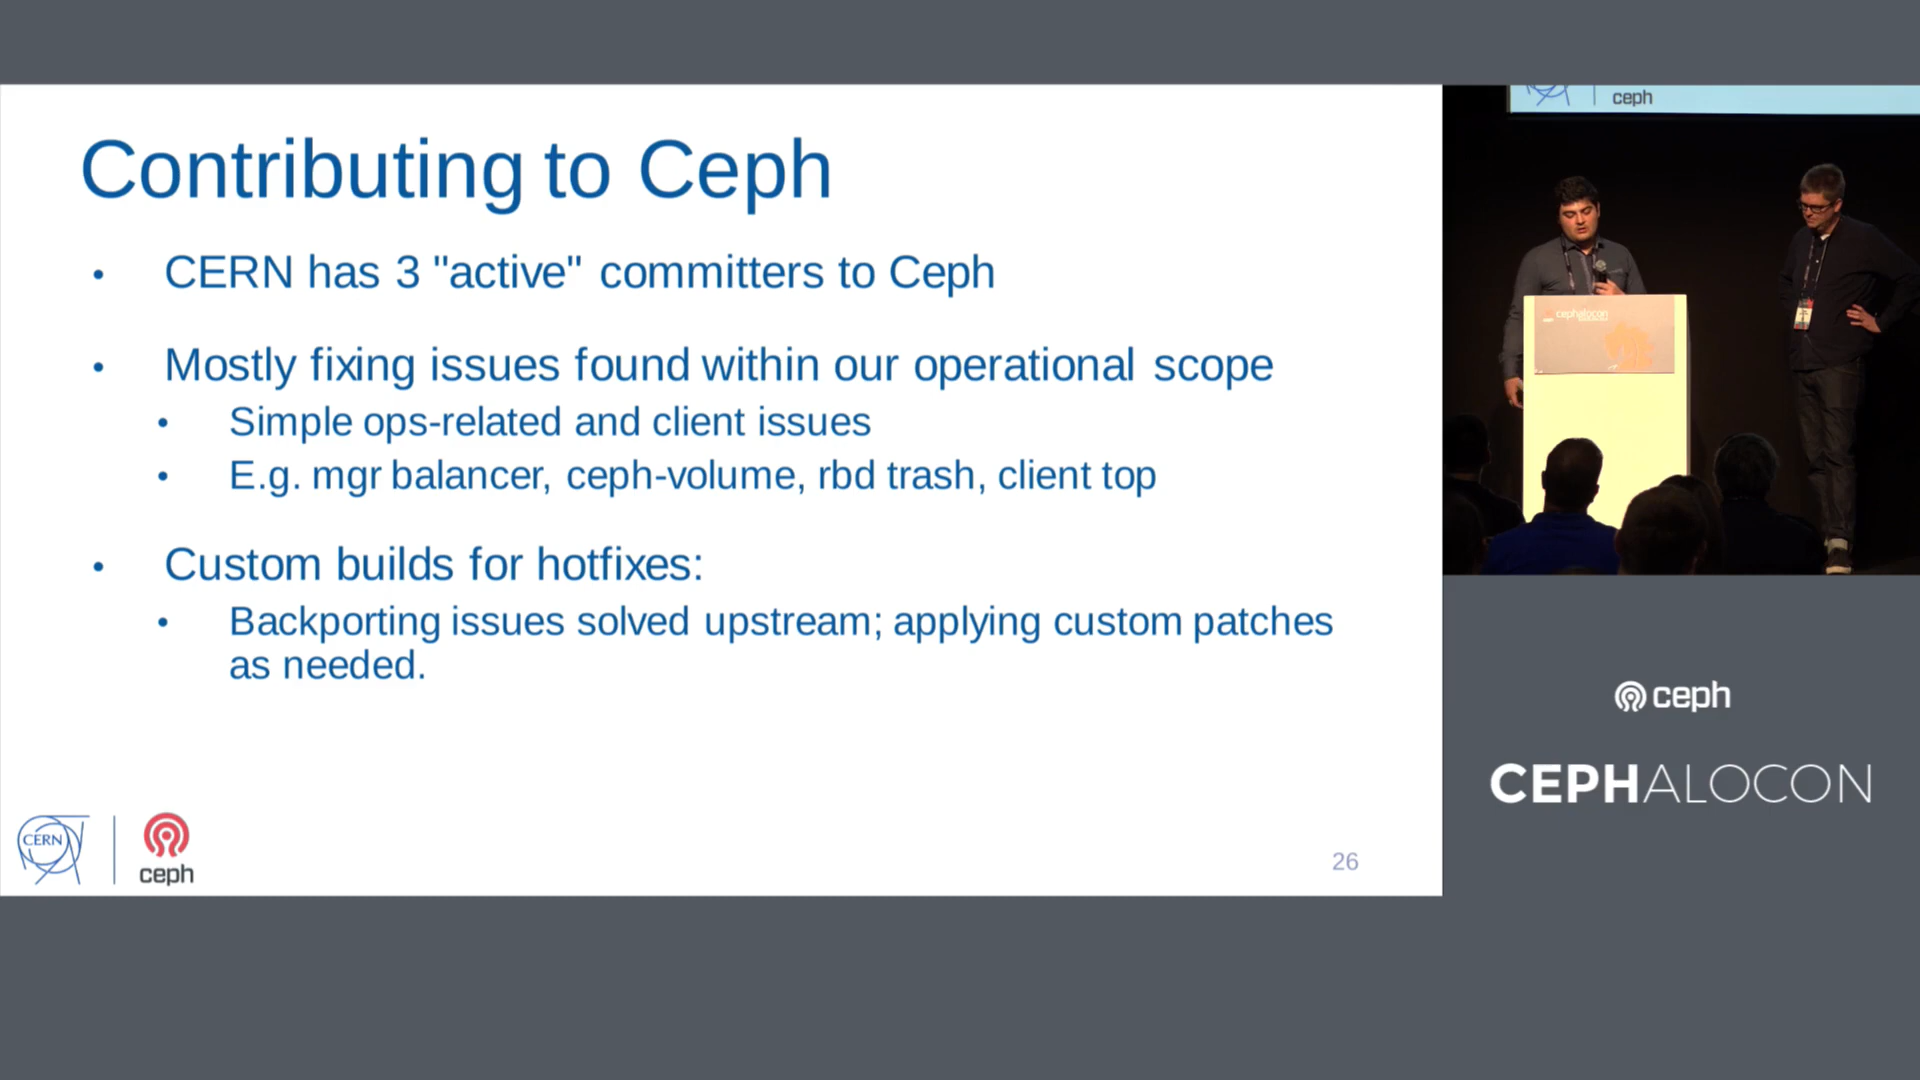 Contributing to Ceph
• CERN has 3 "active" committers to Ceph
• Mostly fixing issues found within our operational scope
• Simple ops-related and client issues
• E.g. mgr balancer, ceph-volume, rbd trash, client top
• Custom builds for hotfixes:
• Backporting issues solved upstream; applying custom patches
as needed.
CERN
ceph
26
ceph
cephalocon
ceph
CEPHALOCON